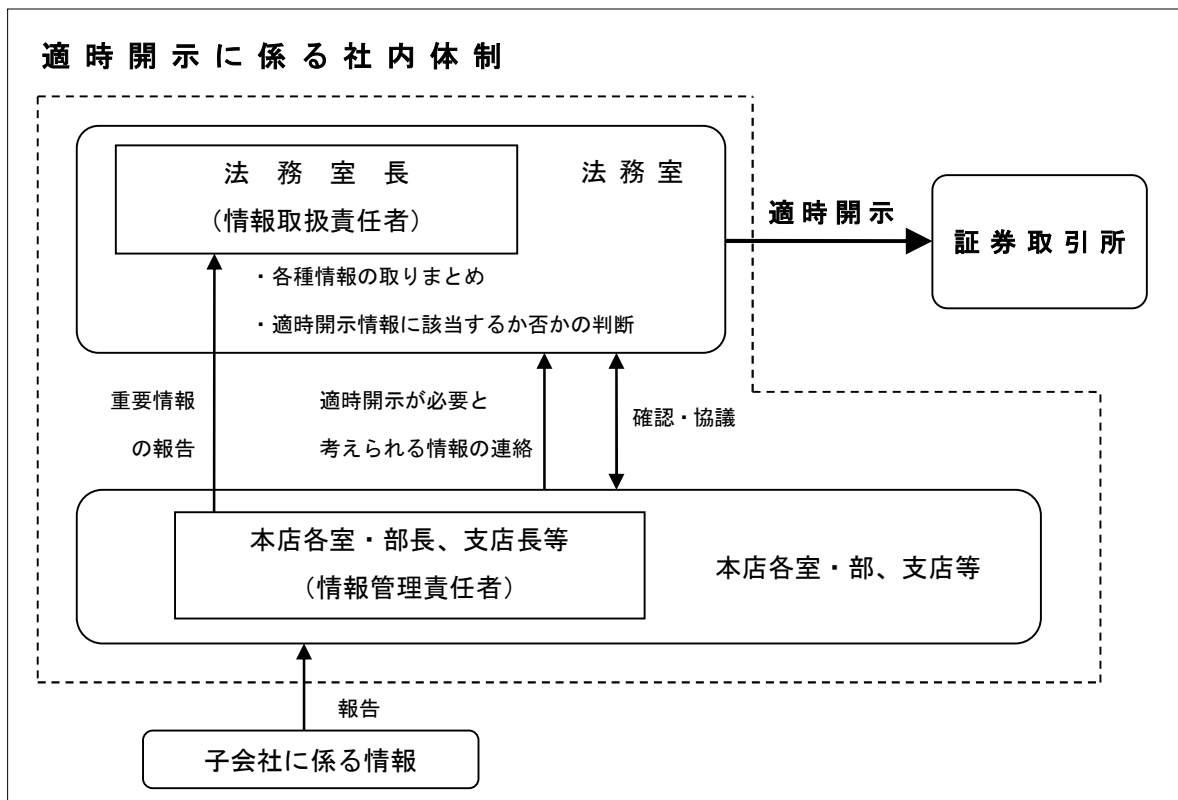 適時開示に係る社内体制
法務室長
（情報取扱責任者）
法務室
・各種情報の取りまとめ
・適時開示情報に該当するか否かの判断
適時開示
証券取引所
重要情報
の報告
適時開示が必要と
考えられる情報の連絡
確認・協議
本店各室・部長、支店長等
（情報管理責任者）
本店各室・部、支店等
報告
子会社に係る情報